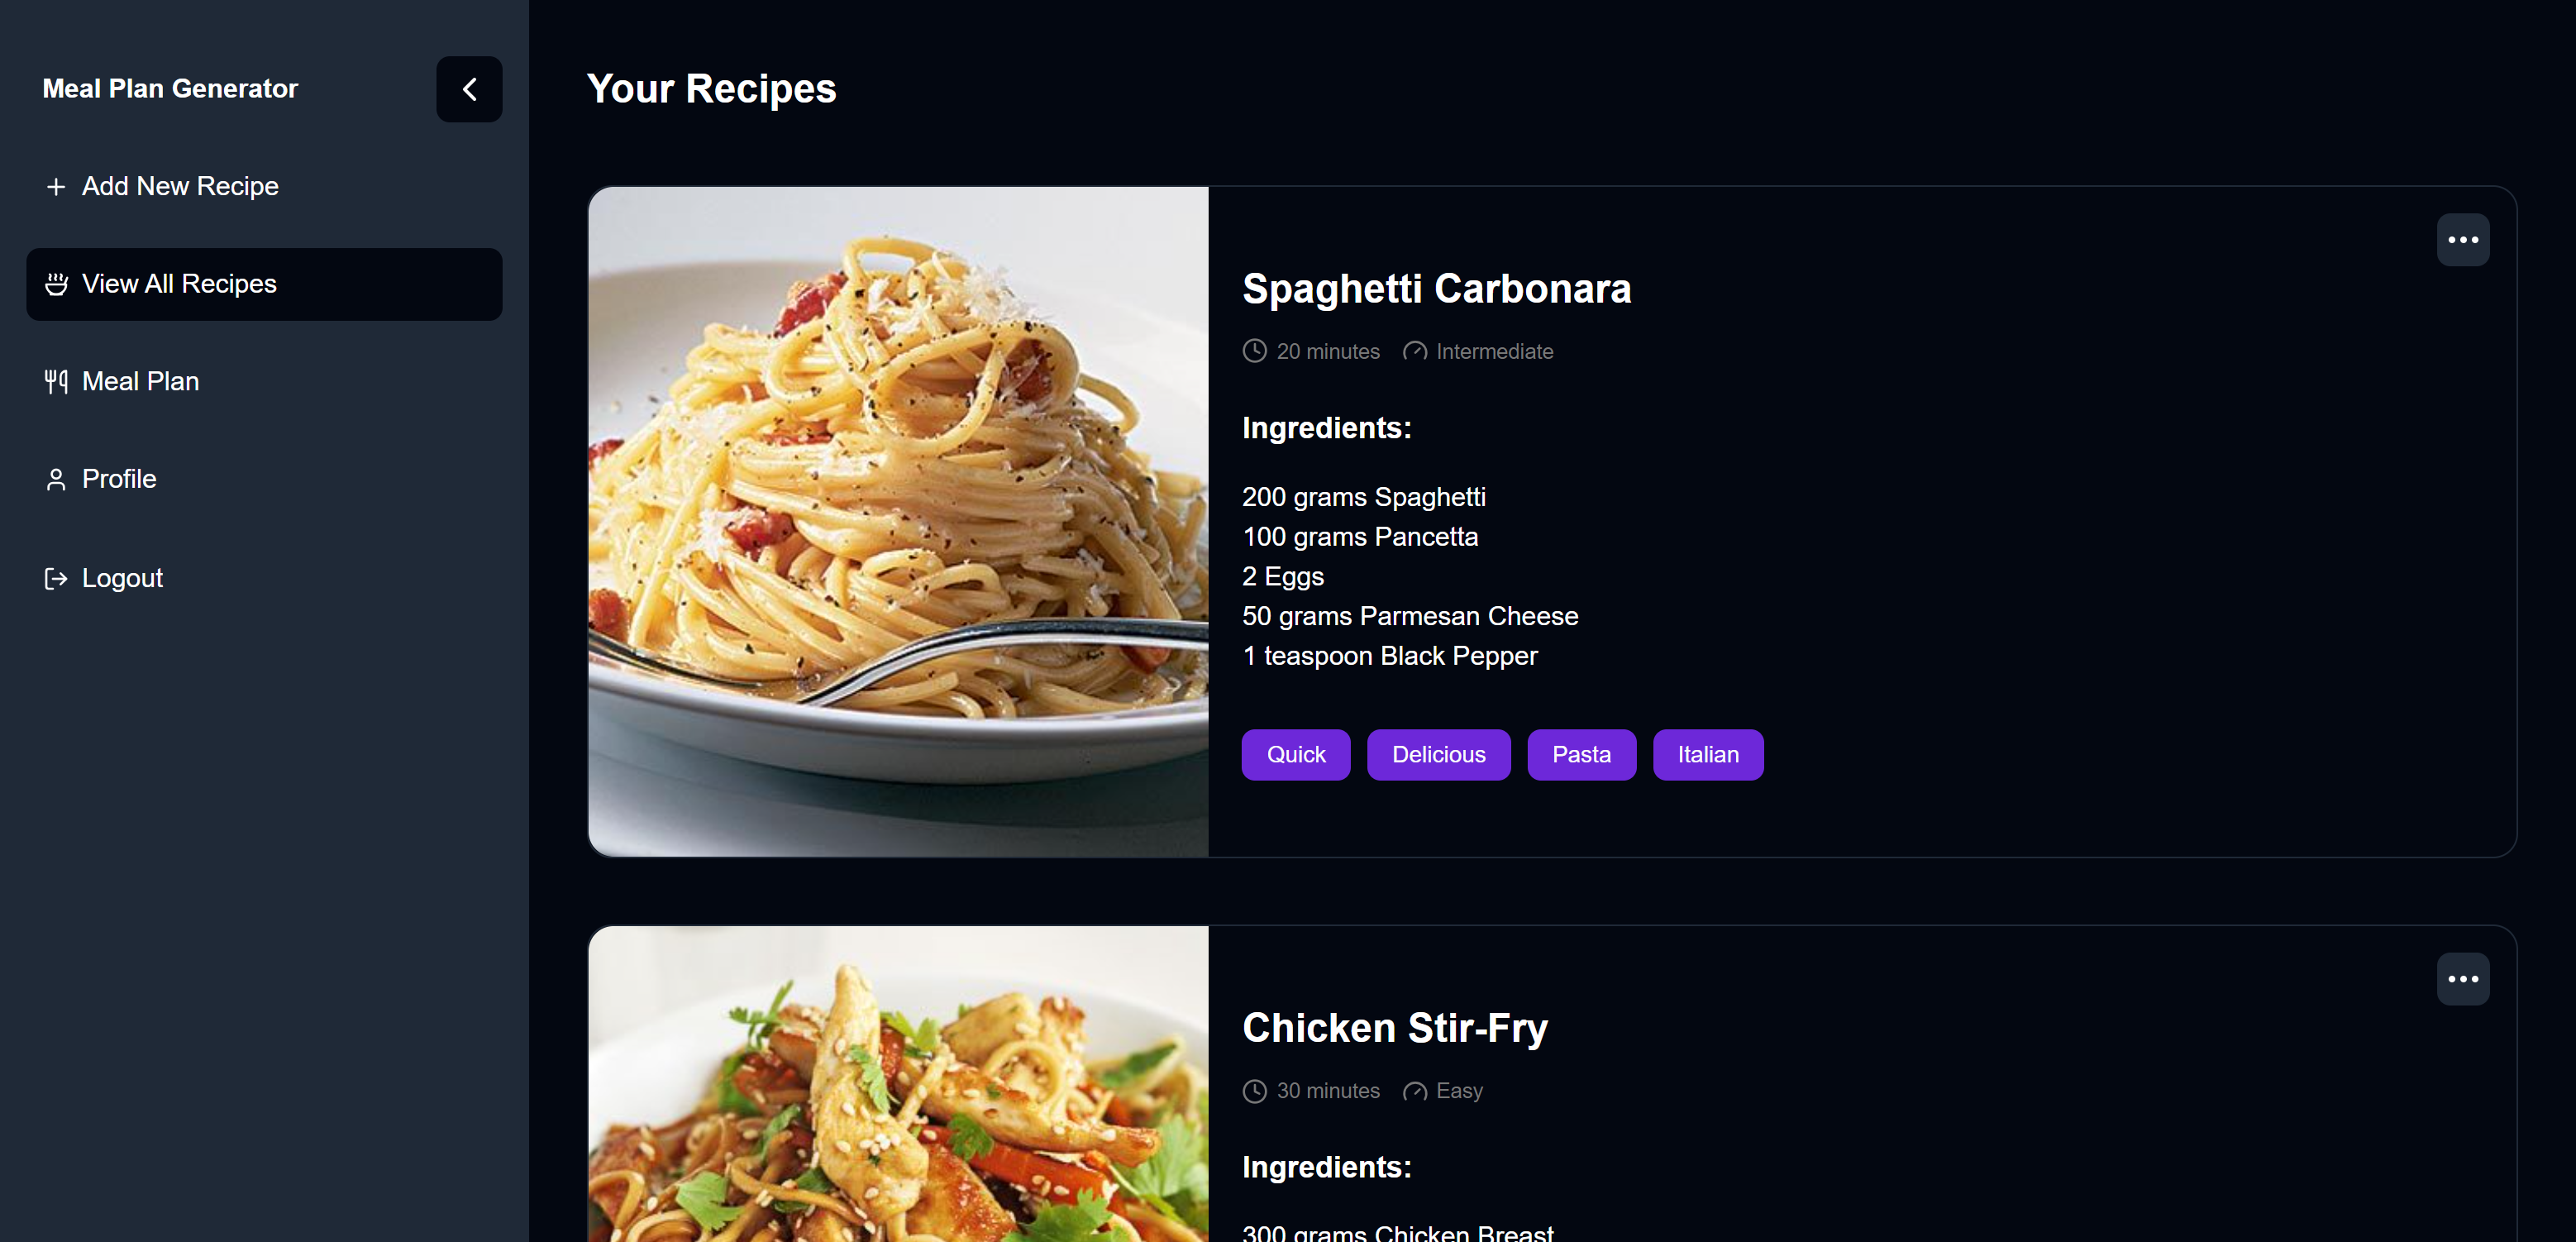 Meal Plan Generator
Add New Recipe
View All Recipes
Meal Plan
Profile
Logout
Your Recipes
Spaghetti Carbonara
20 minutes Intermediate
Ingredients:
200 grams Spaghetti
100 grams Pancetta
2 Eggs
50 grams Parmesan Cheese
1 teaspoon Black Pepper
Quick Delicious Pasta Italian
Chicken Stir-Fry
30 minutes Easy
Ingredients:
300 grams Chicken Breast